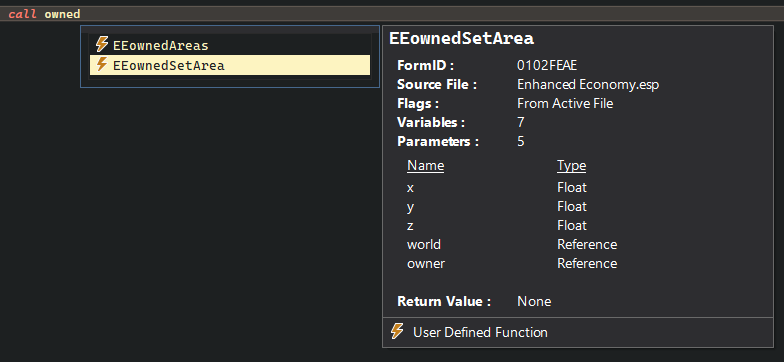 call owned
EEownedAreas
EEownedSetArea
EEownedSetArea
FormID : 0102FEAE
Source File : Enhanced Economy.esp
Flags : From Active File
Variables : 7
Parameters : 5
Name Type
x Float
y Float
z Float
world Reference
owner Reference
Return Value : None
User Defined Function